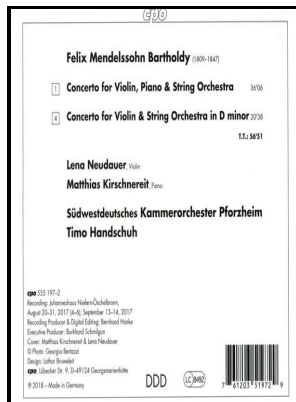 cpo
Felix Mendelssohn Bartholdy (1809–1847)
1 Concerto for Violin, Piano & String Orchestra 36'06
4 Concerto for Violin & String Orchestra in D minor 20'38
T.T.: 56'51
Lena Neudauer, Violin
Matthias Kirschnereit, Piano
Südwestdeutsches Kammerorchester Pforzheim
Timo Handschuh
cpo 555 197–2
Recording: Johanneshaus Niefern-Öschelbronn,
August 20–31, 2017 (4–6); September 13–14, 2017
Recording Producer & Digital Editing: Bernhard Hanke
Executive Producer: Burkhard Schmilgun
Cover: Matthias Kirschnereit & Lena Neudauer
© Photo: Georgia Bertazzi
Design: Lothar Bruweleit
cpo, Lübecker Str. 9, D–49124 Georgsmarienhütte
℗ 2018 – Made in Germany
DDD
LC 8492
7 61203 51972 9